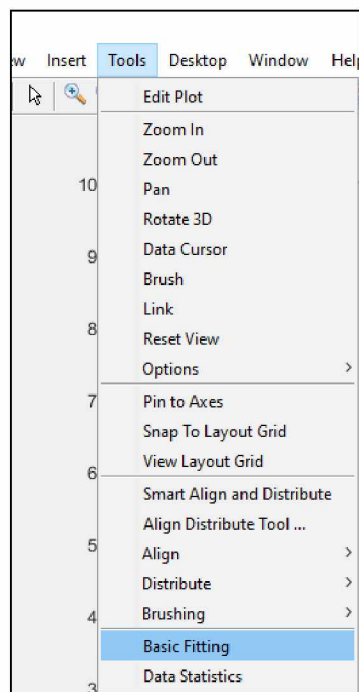 ew Insert Tools Desktop Window Help
Edit Plot
Zoom In
Zoom Out
10
Pan
Rotate 3D
9
Data Cursor
Brush
Link
8
Reset View
Options >
7
Pin to Axes
Snap To Layout Grid
View Layout Grid
6
Smart Align and Distribute
Align Distribute Tool ...
5
Align >
Distribute >
4
Brushing >
Basic Fitting
Data Statistics
3